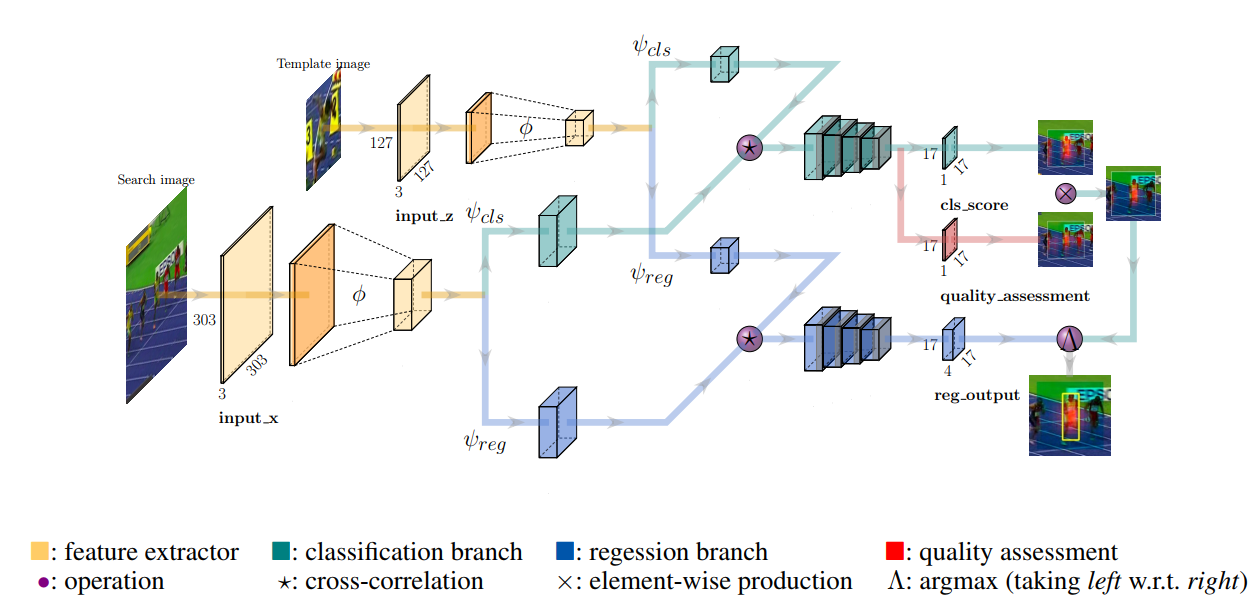 Template image
ψcls
127
127
3
ϕ
input_z
Search image
303
303
3
ϕ
input_x
ψcls
ψreg
ψreg
⋆
⋆
17
17
1
cls_score
×
17
17
1
quality_assessment
17
17
4
reg_output
Λ
: feature extractor : classification branch : regression branch : quality assessment
: operation ⋆: cross-correlation ×: element-wise production Λ: argmax (taking left w.r.t. right)